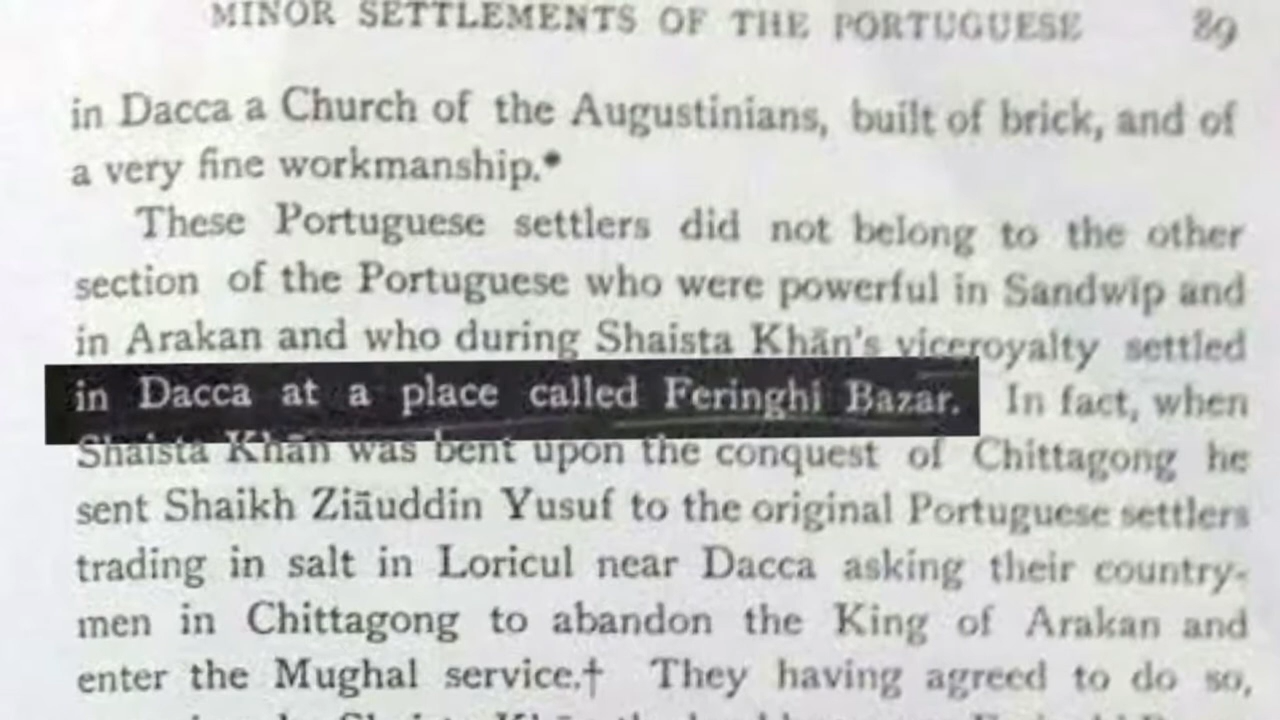 MINOR SETTLEMENTS OF THE PORTUGUESE 89
in Dacca a Church of the Augustinians, built of brick, and of
a very fine workmanship.*
These Portuguese settlers did not belong to the other
section of the Portuguese who were powerful in Sandwip and
in Arakan and who during Shaista Khān's viceroyalty settled
in Dacca at a place called Feringhi Bazar. In fact, when
Shaista Khān was bent upon the conquest of Chittagong he
sent Shaikh Ziāuddin Yusuf to the original Portuguese settlers
trading in salt in Loricul near Dacca asking their country-
men in Chittagong to abandon the King of Arakan and
enter the Mughal service.† They having agreed to do so,